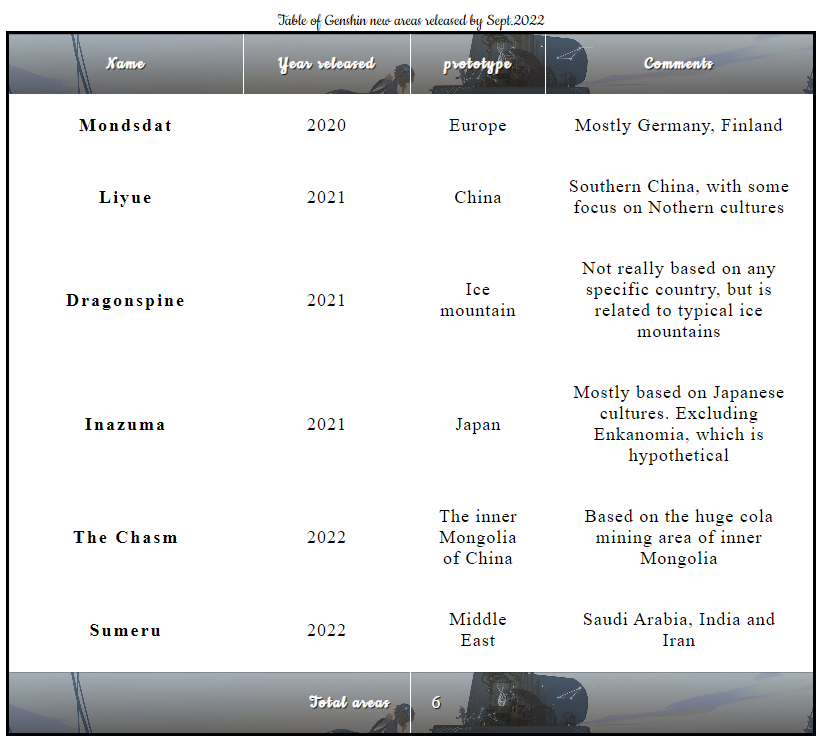 Table of Genshin new areas released by Sept.2022
Name Year released prototype Comments
Mondsdat 2020 Europe Mostly Germany, Finland
Liyue 2021 China Southern China, with some
focus on Nothern cultures
Dragonspine 2021 Ice
mountain
Not really based on any
specific country, but is
related to typical ice
mountains
Inazuma 2021 Japan Mostly based on Japanese
cultures. Excluding
Enkanomia, which is
hypothetical
The Chasm 2022 The inner
Mongolia
of China
Based on the huge cola
mining area of inner
Mongolia
Sumeru 2022 Middle
East
Saudi Arabia, India and
Iran
Total areas 6